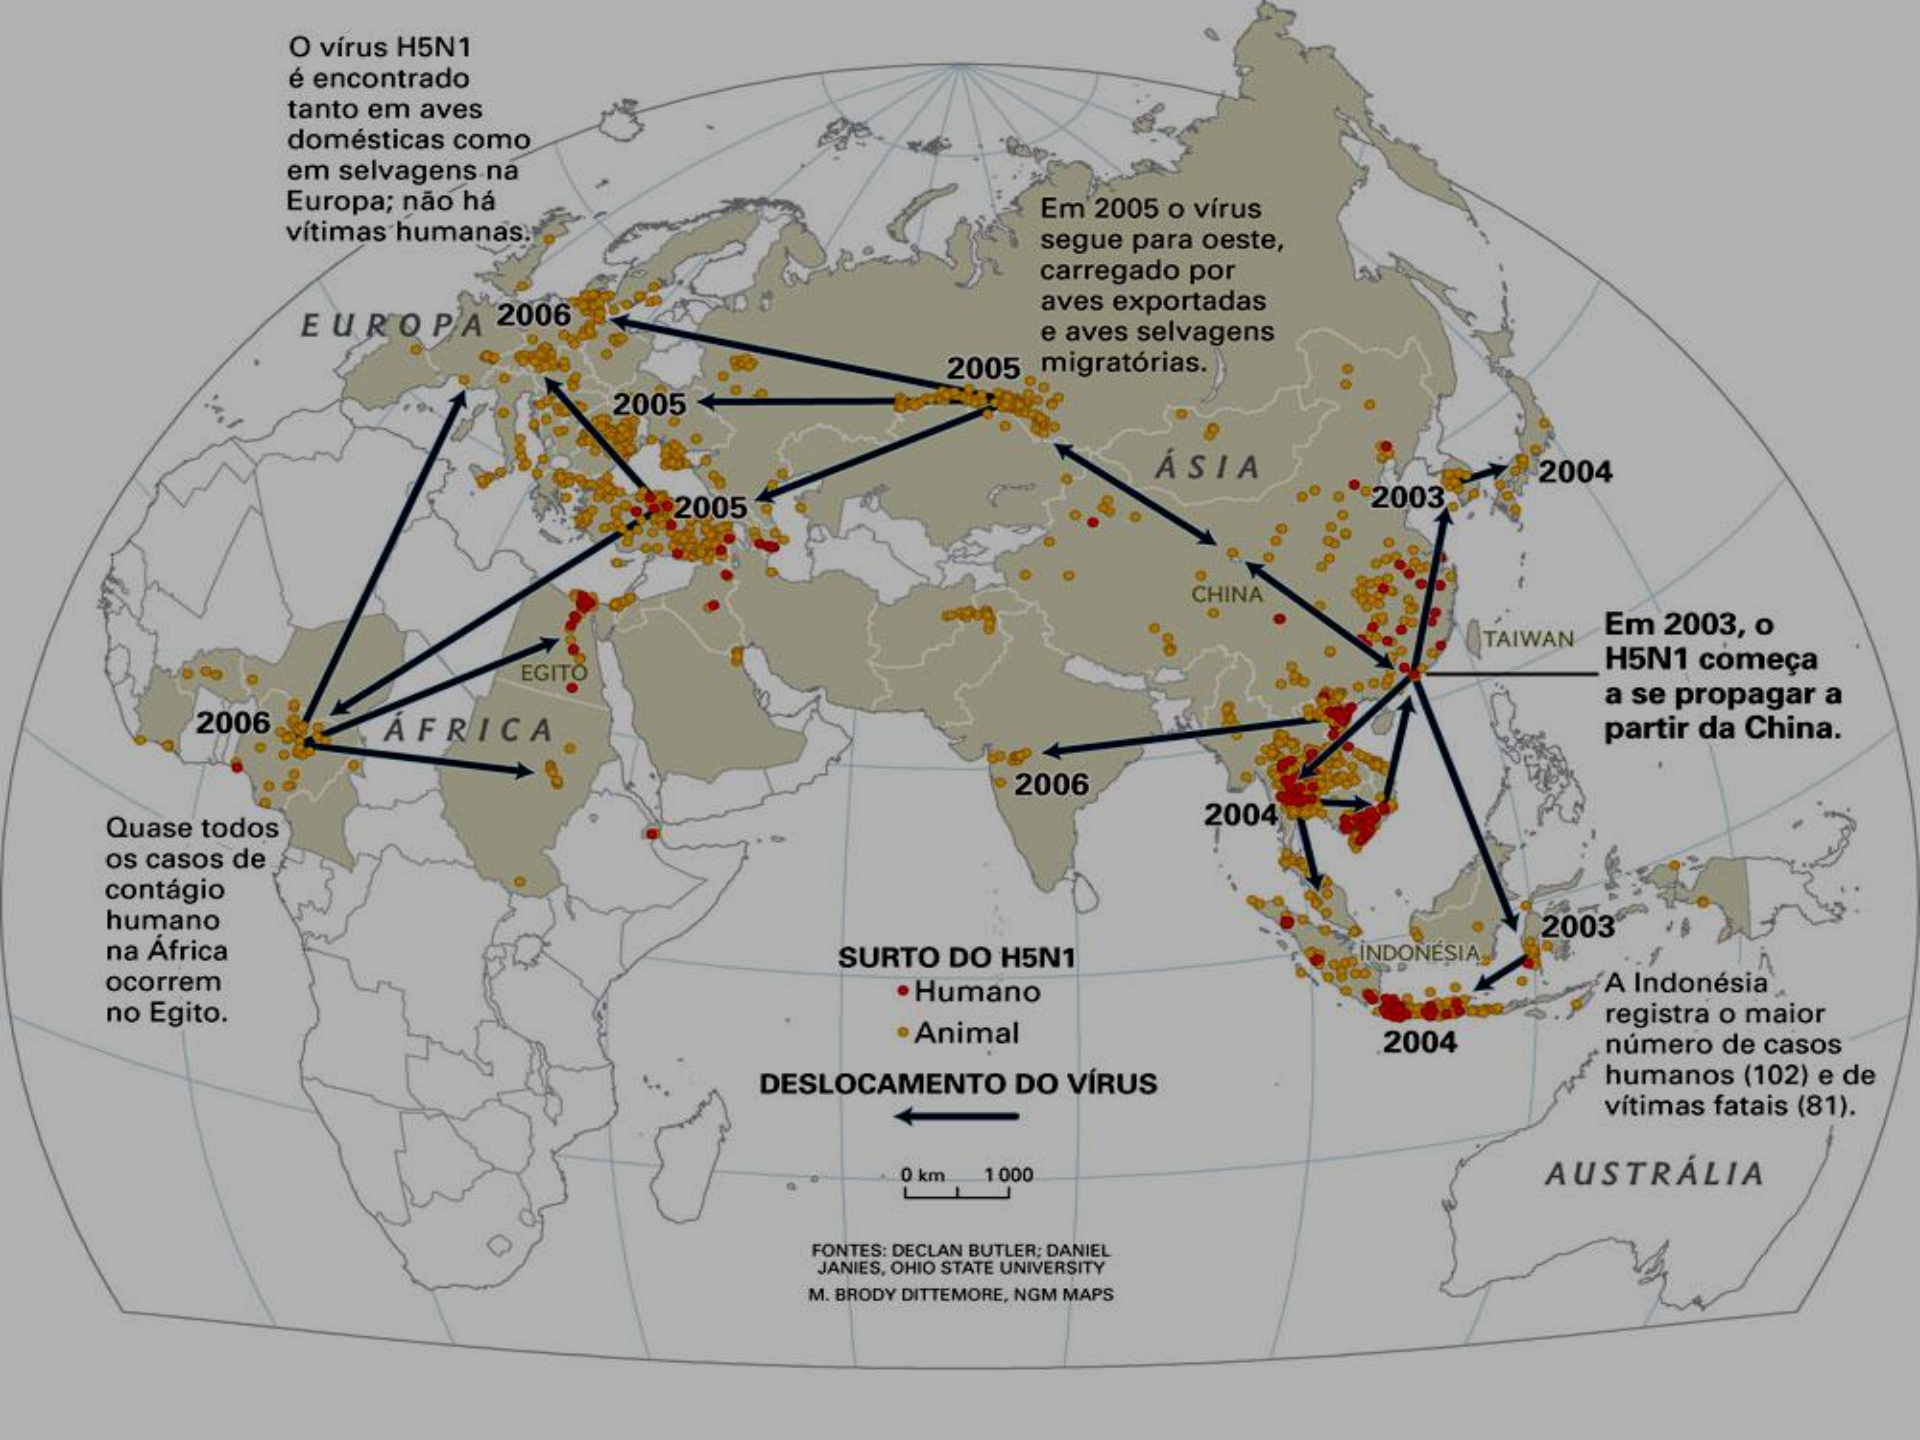 O vírus H5N1
é encontrado
tanto em aves
domésticas como
em selvagens na
Europa; não há
vítimas humanas.
Em 2005 o vírus
segue para oeste,
carregado por
aves exportadas
e aves selvagens
migratórias.
EUROPA
2006
2005
2005
ÁSIA
2004
2003
2005
CHINA
TAIWAN
Em 2003, o
H5N1 começa
a se propagar a
partir da China.
EGITO
2006
ÁFRICA
2006
2004
Quase todos
os casos de
contágio
humano
na África
ocorrem
no Egito.
2003
INDONÉSIA
A Indonésia
registra o maior
número de casos
humanos (102) e de
vítimas fatais (81).
2004
SURTO DO H5N1
Humano
Animal
DESLOCAMENTO DO VÍRUS
0 km 1 000
AUSTRÁLIA
FONTES: DECLAN BUTLER; DANIEL
JANIES, OHIO STATE UNIVERSITY
M. BRODY DITTEMORE, NGM MAPS